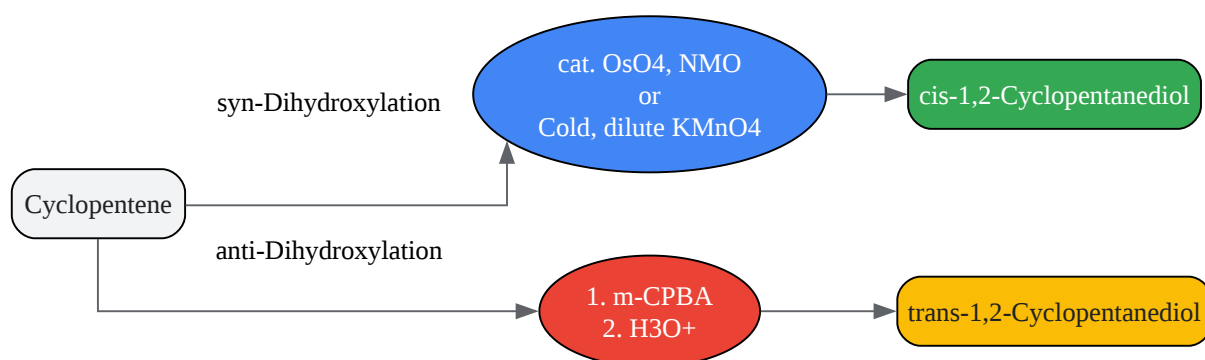 cat. OsO4, NMO
or
Cold, dilute KMnO4
cis-1,2-Cyclopentanediol
syn-Dihydroxylation
Cyclopentene
anti-Dihydroxylation
1. m-CPBA
2. H3O+
trans-1,2-Cyclopentanediol